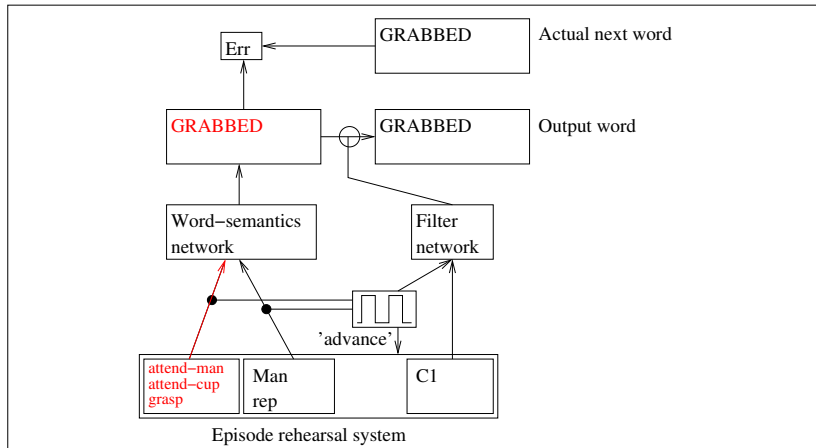 GRABBED
Actual next word
Err
GRABBED
GRABBED
Output word
Word-semantics
network
Filter
network
'advance'
attend-man
attend-cup
grasp
Man
rep
C1
Episode rehearsal system